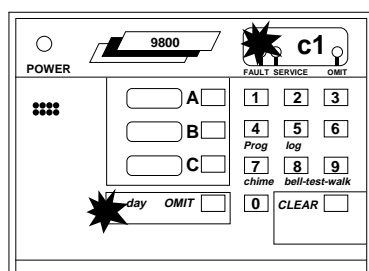 9800
c1
POWER
FAULT SERVICE OMIT
A 1 2 3
B 4 5 6
Prog log
C 7 8 9
chime bell-test-walk
day OMIT 0 CLEAR